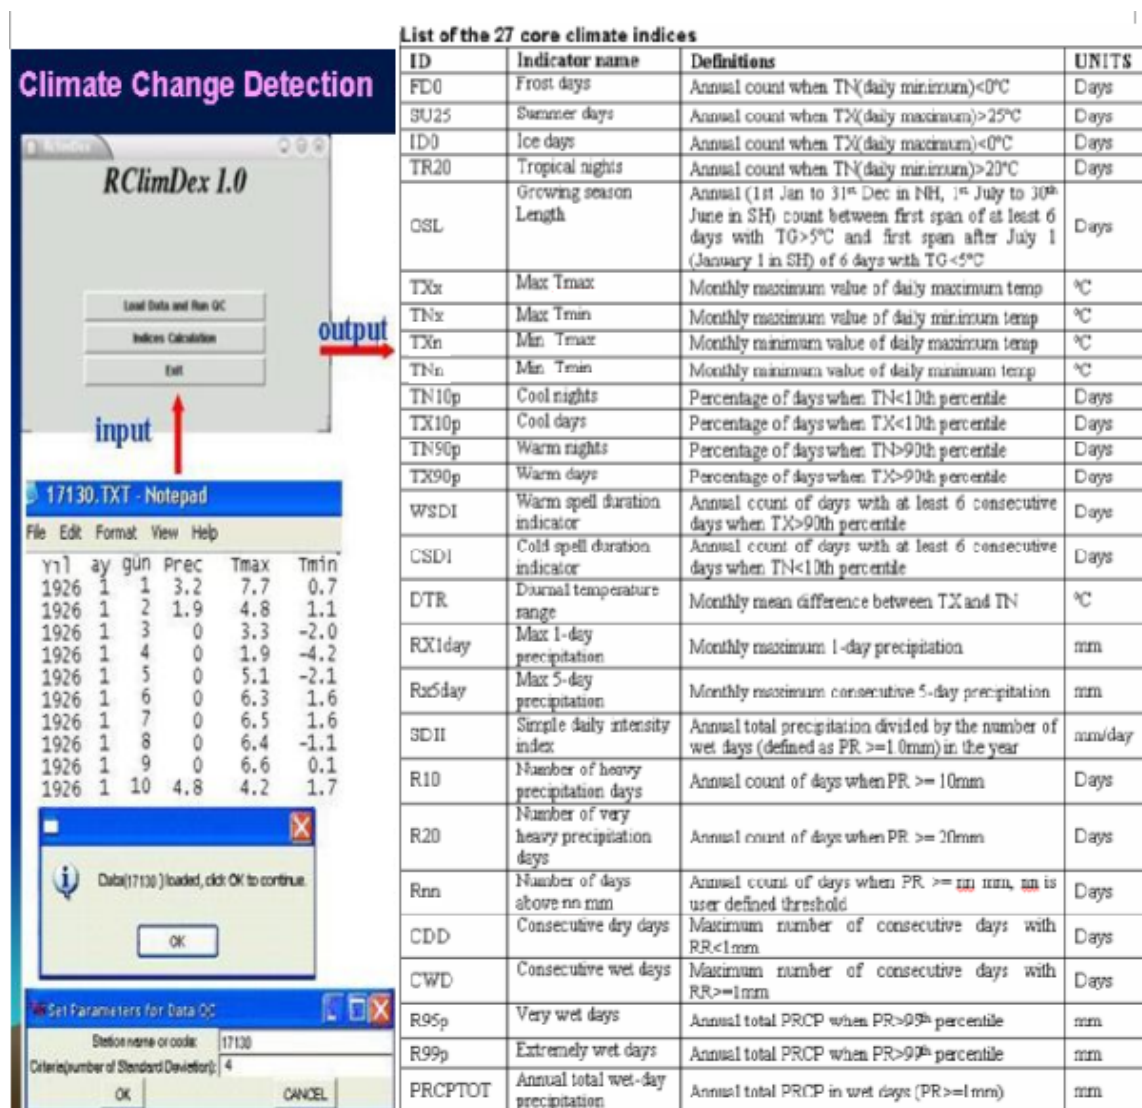 Climate Change Detection
RClimDex
RClimDex 1.0
Load Data and Run QC
Indices Calculation
Exit
output
input
17130.TXT - Notepad
File Edit Format View Help
Yıl ay gün Prec Tmax Tmin
1926 1 1 3.2 7.7 0.7
1926 1 2 1.9 4.8 1.1
1926 1 3 0 3.3 -2.0
1926 1 4 0 1.9 -4.2
1926 1 5 0 5.1 -2.1
1926 1 6 0 6.3 1.6
1926 1 7 0 6.5 1.6
1926 1 8 0 6.4 -1.1
1926 1 9 0 6.6 0.1
1926 1 10 4.8 4.2 1.7
Data(17130 )loaded, click OK to continue.
OK
Set Parameters for Data QC
Station name or code: 17130
Criteria(number of Standard Deviation): 4
OK CANCEL
List of the 27 core climate indices
ID Indicator name Definitions UNITS
FD0 Frost days Annual count when TN(daily minimum)<0ºC Days
SU25 Summer days Annual count when TX(daily maximum)>25ºC Days
ID0 Ice days Annual count when TX(daily maximum)<0ºC Days
TR20 Tropical nights Annual count when TN(daily minimum)>20ºC Days
GSL Growing season Length Annual (1st Jan to 31st Dec in NH, 1st July to 30th
June in SH) count between first span of at least 6
days with TG>5ºC and first span after July 1
(January 1 in SH) of 6 days with TG<5ºC Days
TXx Max Tmax Monthly maximum value of daily maximum temp ºC
TNx Max Tmin Monthly maximum value of daily minimum temp ºC
TXn Min Tmax Monthly minimum value of daily maximum temp ºC
TNn Min Tmin Monthly minimum value of daily minimum temp ºC
TN10p Cool nights Percentage of days when TN<10th percentile Days
TX10p Cool days Percentage of days when TX<10th percentile Days
TN90p Warm nights Percentage of days when TN>90th percentile Days
TX90p Warm days Percentage of days when TX>90th percentile Days
WSDI Warm spell duration indicator Annual count of days with at least 6 consecutive
days when TX>90th percentile Days
CSDI Cold spell duration indicator Annual count of days with at least 6 consecutive
days when TN<10th percentile Days
DTR Diurnal temperature range Monthly mean difference between TX and TN ºC
RX1day Max 1-day precipitation Monthly maximum 1-day precipitation mm
Rx5day Max 5-day precipitation Monthly maximum consecutive 5-day precipitation mm
SDII Simple daily intensity index Annual total precipitation divided by the number of
wet days (defined as PR >=1.0mm) in the year mm/day
R10 Number of heavy precipitation days Annual count of days when PR >= 10mm Days
R20 Number of very heavy precipitation days Annual count of days when PR >= 20mm Days
Rnn Number of days above nn mm Annual count of days when PR >= nn mm, nn is
user defined threshold Days
CDD Consecutive dry days Maximum number of consecutive days with
RR<1mm Days
CWD Consecutive wet days Maximum number of consecutive days with
RR>=1mm Days
R95p Very wet days Annual total PRCP when PR>95th percentile mm
R99p Extremely wet days Annual total PRCP when PR>99th percentile mm
PRCPTOT Annual total wet-day precipitation Annual total PRCP in wet days (PR>=1mm) mm